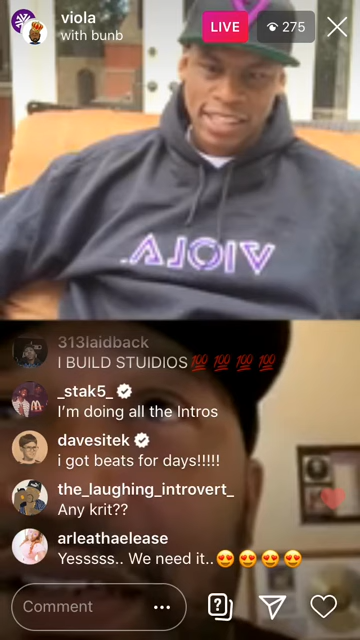 viola
with bunb
LIVE
275
VIOLA.
313laidback
I BUILD STUIDIOS💯💯💯💯
_stak5_
I'm doing all the Intros
davesitek
i got beats for days!!!!!
the_laughing_introvert_
Any krit??
arleathaelease
Yesssss.. We need it..😍😍😍😍
Comment